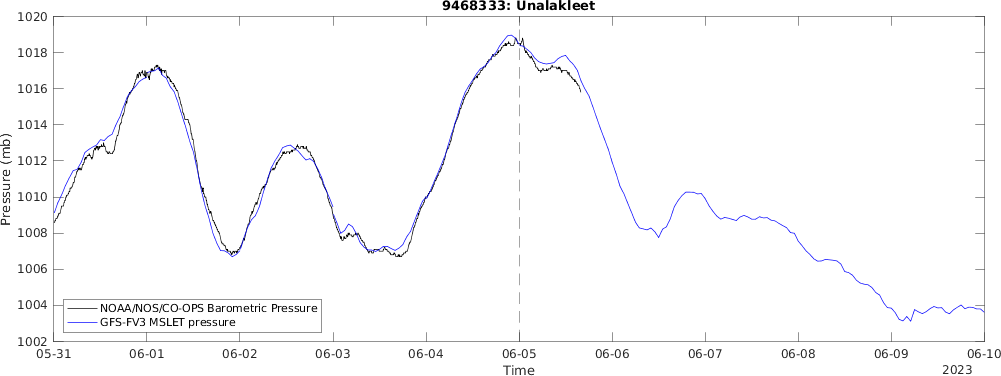 9468333: Unalakleet
1020
1018
1016
1014
1012
1010
1008
1006
1004
1002
Pressure (mb)
NOAA/NOS/CO-OPS Barometric Pressure
GFS-FV3 MSLET pressure
05-31 06-01 06-02 06-03 06-04 06-05 06-06 06-07 06-08 06-09 06-10
Time
2023